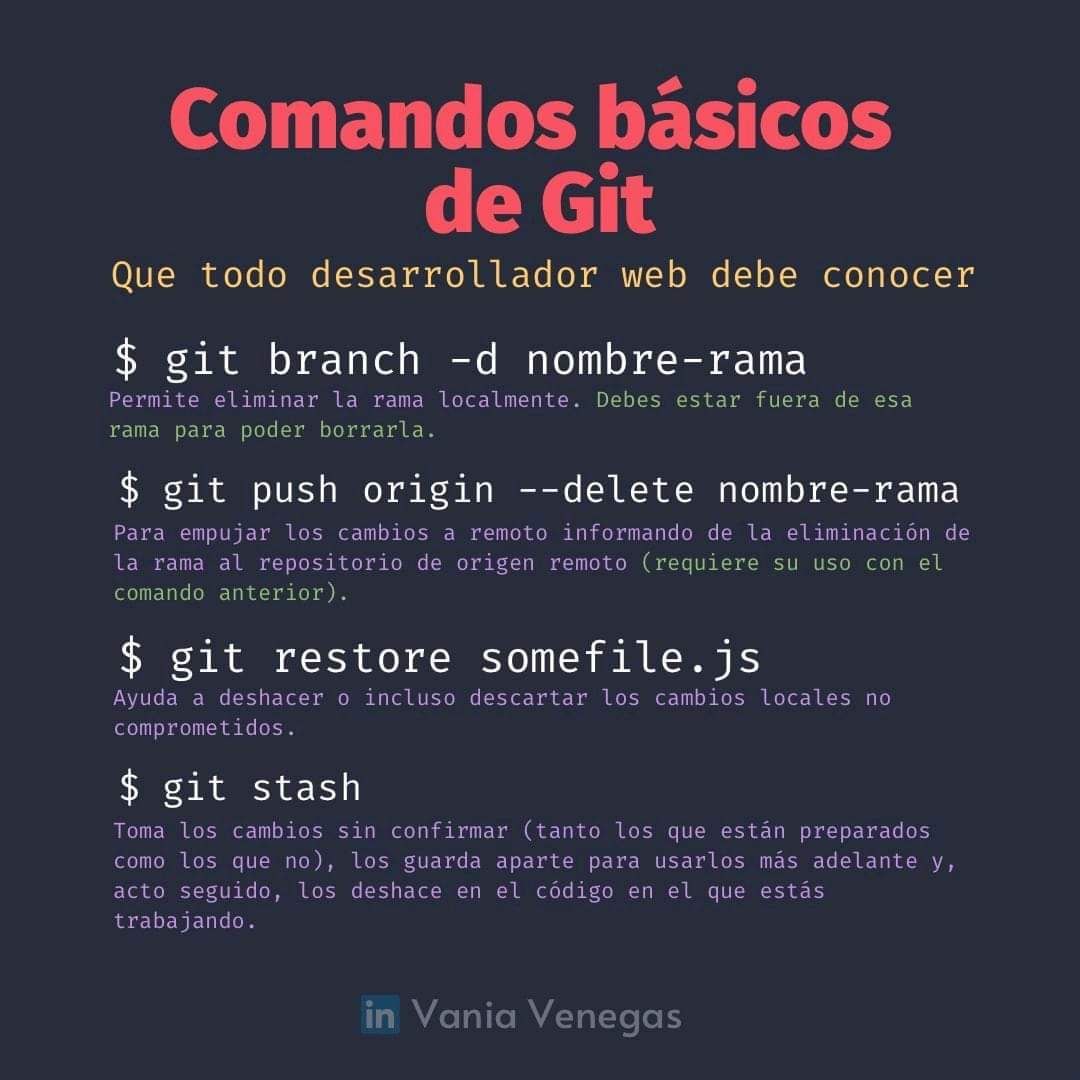 Comandos básicos
de Git
Que todo desarrollador web debe conocer
$ git branch -d nombre-rama
Permite eliminar la rama localmente. Debes estar fuera de esa
rama para poder borrarla.
$ git push origin --delete nombre-rama
Para empujar los cambios a remoto informando de la eliminación de
la rama al repositorio de origen remoto (requiere su uso con el
comando anterior).
$ git restore somefile.js
Ayuda a deshacer o incluso descartar los cambios locales no
comprometidos.
$ git stash
Toma los cambios sin confirmar (tanto los que están preparados
como los que no), los guarda aparte para usarlos más adelante y,
acto seguido, los deshace en el código en el que estás
trabajando.
in Vania Venegas